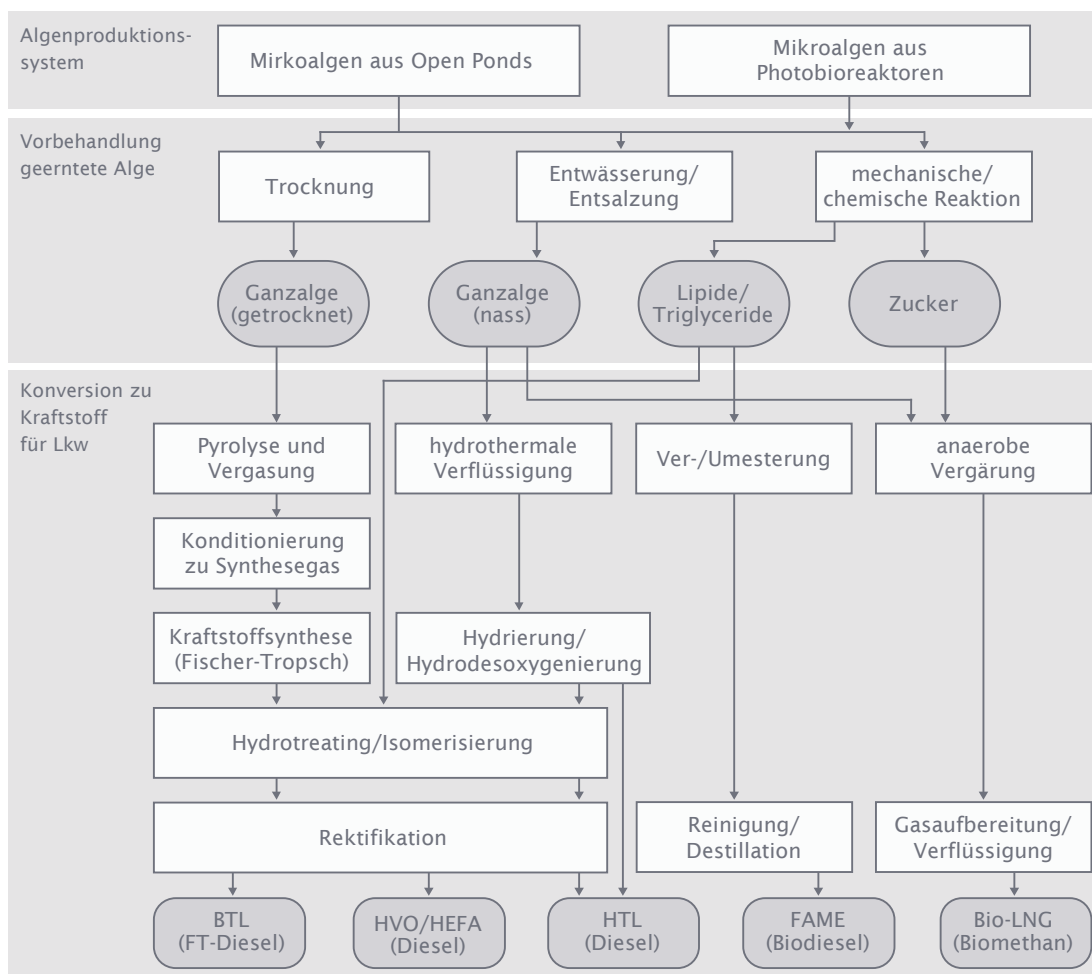 Algenproduktions-
system
Mirkoalgen aus Open Ponds
Mikroalgen aus
Photobioreaktoren
Vorbehandlung
geerntete Alge
Trocknung
Entwässerung/
Entsalzung
mechanische/
chemische Reaktion
Ganzalge
(getrocknet)
Ganzalge
(nass)
Lipide/
Triglyceride
Zucker
Konversion zu
Kraftstoff
für Lkw
Pyrolyse und
Vergasung
hydrothermale
Verflüssigung
Ver-/Umesterung
anaerobe
Vergärung
Konditionierung
zu Synthesegas
Kraftstoffsynthese
(Fischer-Tropsch)
Hydrierung/
Hydrodesoxygenierung
Hydrotreating/Isomerisierung
Rektifikation
Reinigung/
Destillation
Gasaufbereitung/
Verflüssigung
BTL
(FT-Diesel)
HVO/HEFA
(Diesel)
HTL
(Diesel)
FAME
(Biodiesel)
Bio-LNG
(Biomethan)